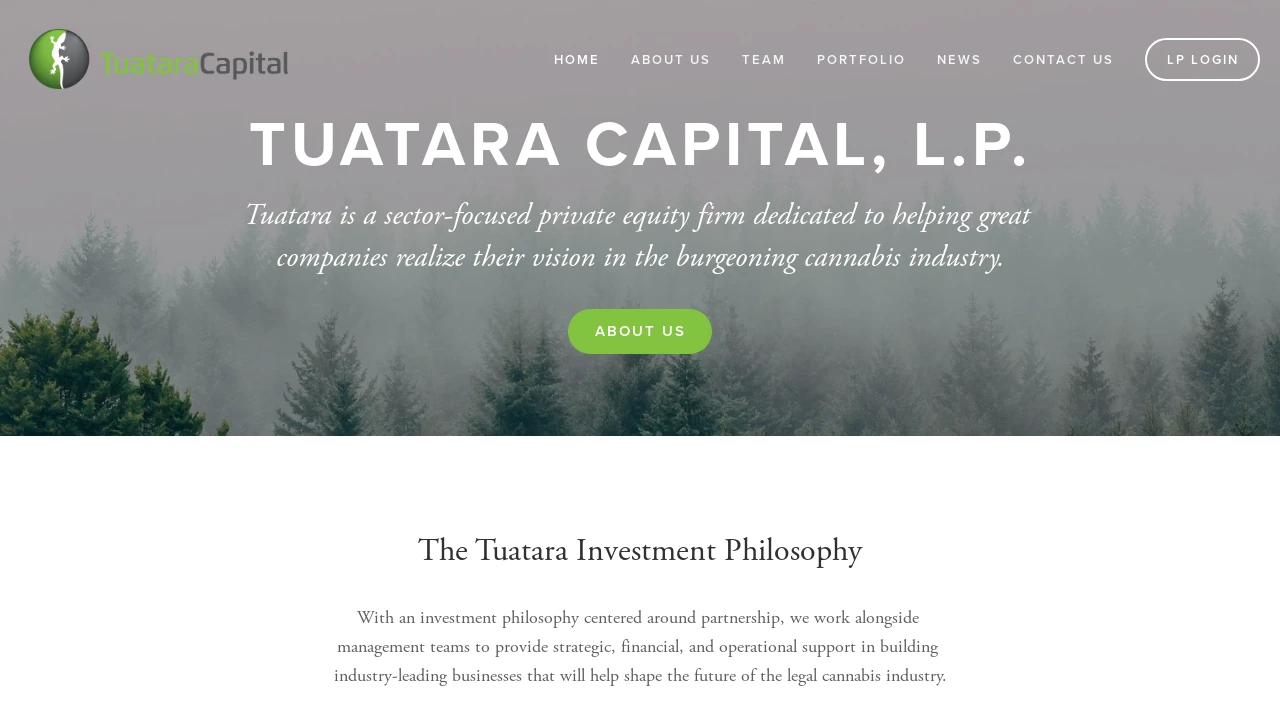 TuataraCapital
HOME ABOUT US TEAM PORTFOLIO NEWS CONTACT US LP LOGIN
TUATARA CAPITAL, L.P.
Tuatara is a sector-focused private equity firm dedicated to helping great
companies realize their vision in the burgeoning cannabis industry.
ABOUT US
The Tuatara Investment Philosophy
With an investment philosophy centered around partnership, we work alongside
management teams to provide strategic, financial, and operational support in building
industry-leading businesses that will help shape the future of the legal cannabis industry.